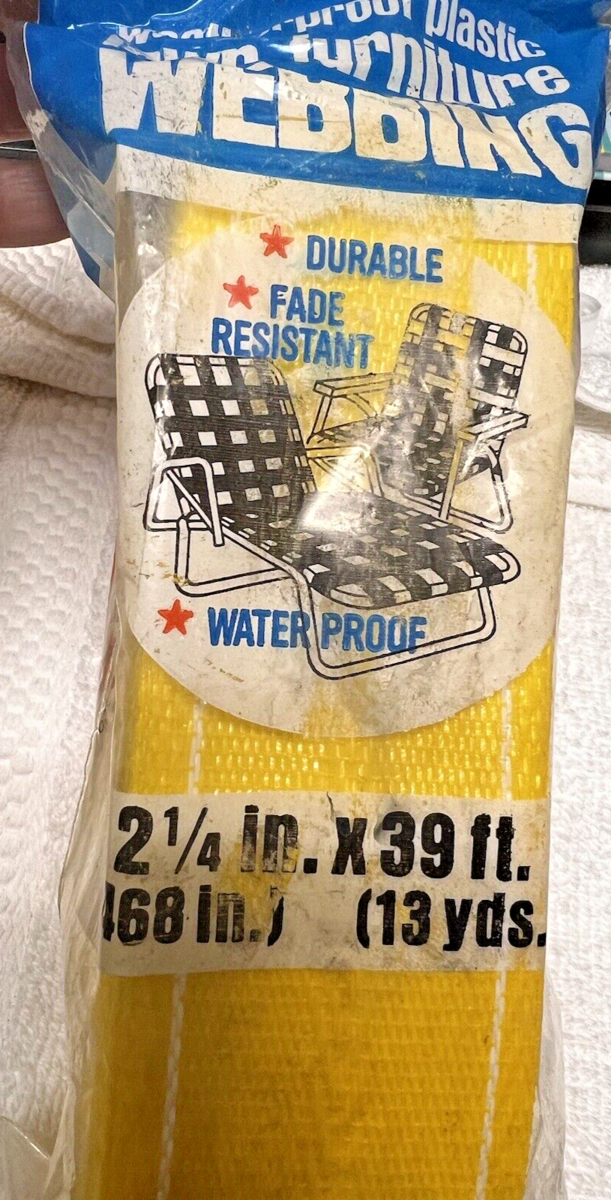 plastic
furniture
WEBBING
DURABLE
FADE
RESISTANT
WATER PROOF
2 1/4 in. x 39 ft.
468 in.) (13 yds.